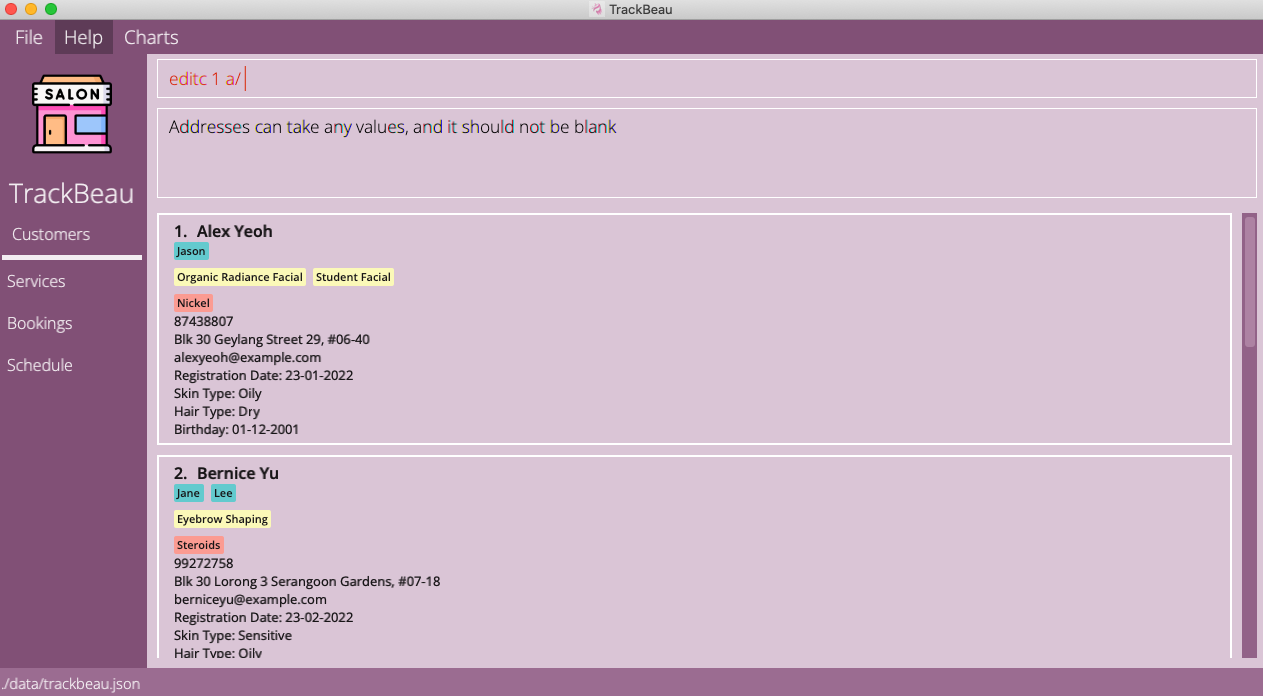 TrackBeau
File Help Charts
SALON
TrackBeau
Customers
Services
Bookings
Schedule
editc 1 a/
Addresses can take any values, and it should not be blank
1. Alex Yeoh
Jason
Organic Radiance Facial Student Facial
Nickel
87438807
Blk 30 Geylang Street 29, #06-40
alexyeoh@example.com
Registration Date: 23-01-2022
Skin Type: Oily
Hair Type: Dry
Birthday: 01-12-2001
2. Bernice Yu
Jane Lee
Eyebrow Shaping
Steroids
99272758
Blk 30 Lorong 3 Serangoon Gardens, #07-18
berniceyu@example.com
Registration Date: 23-02-2022
Skin Type: Sensitive
Hair Type: Oily
./data/trackbeau.json